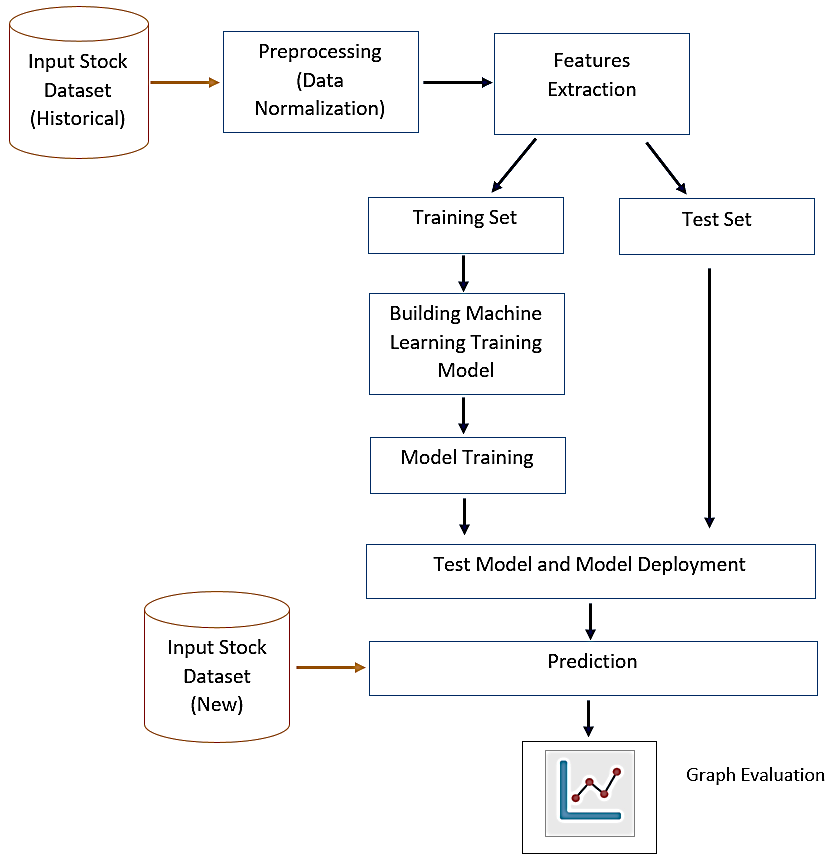 Input Stock
Dataset
(Historical)
Preprocessing
(Data
Normalization)
Features
Extraction
Training Set
Test Set
Building Machine
Learning Training
Model
Model Training
Test Model and Model Deployment
Input Stock
Dataset
(New)
Prediction
Graph Evaluation